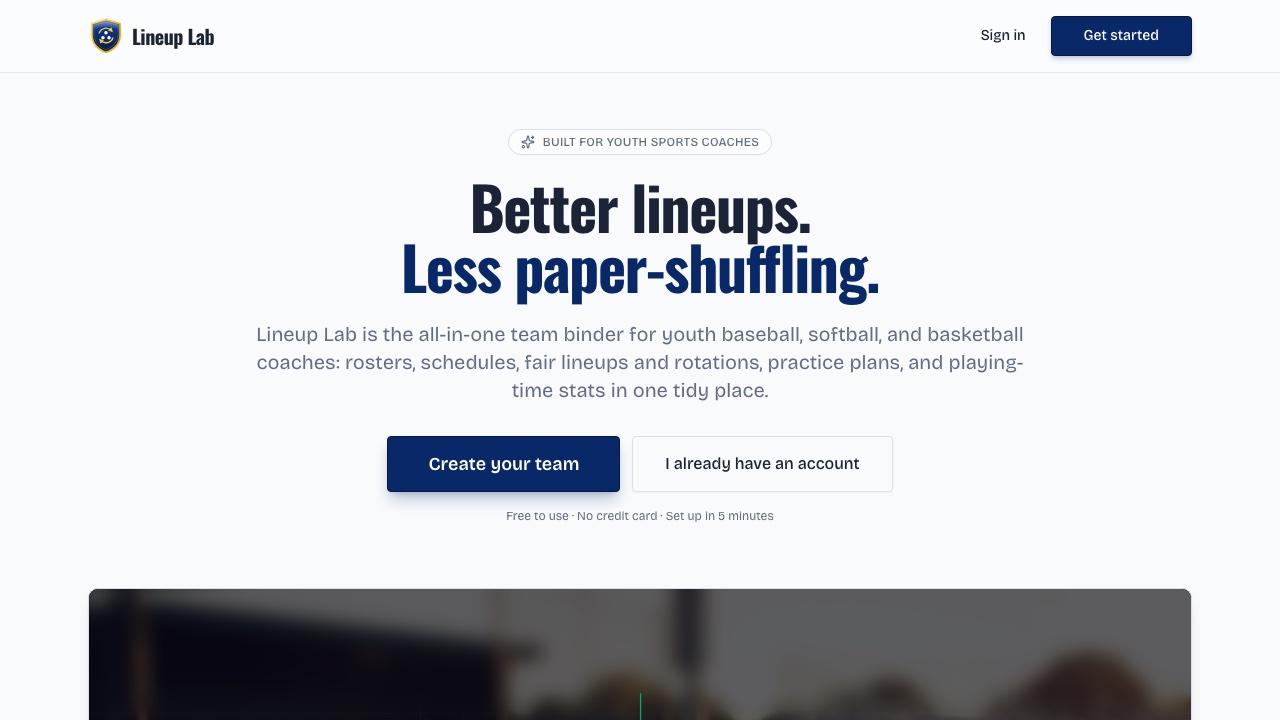 Lineup Lab
Sign in
Get started
BUILT FOR YOUTH SPORTS COACHES
Better lineups.
Less paper-shuffling.
Lineup Lab is the all-in-one team binder for youth baseball, softball, and basketball
coaches: rosters, schedules, fair lineups and rotations, practice plans, and playing-
time stats in one tidy place.
Create your team
I already have an account
Free to use · No credit card · Set up in 5 minutes